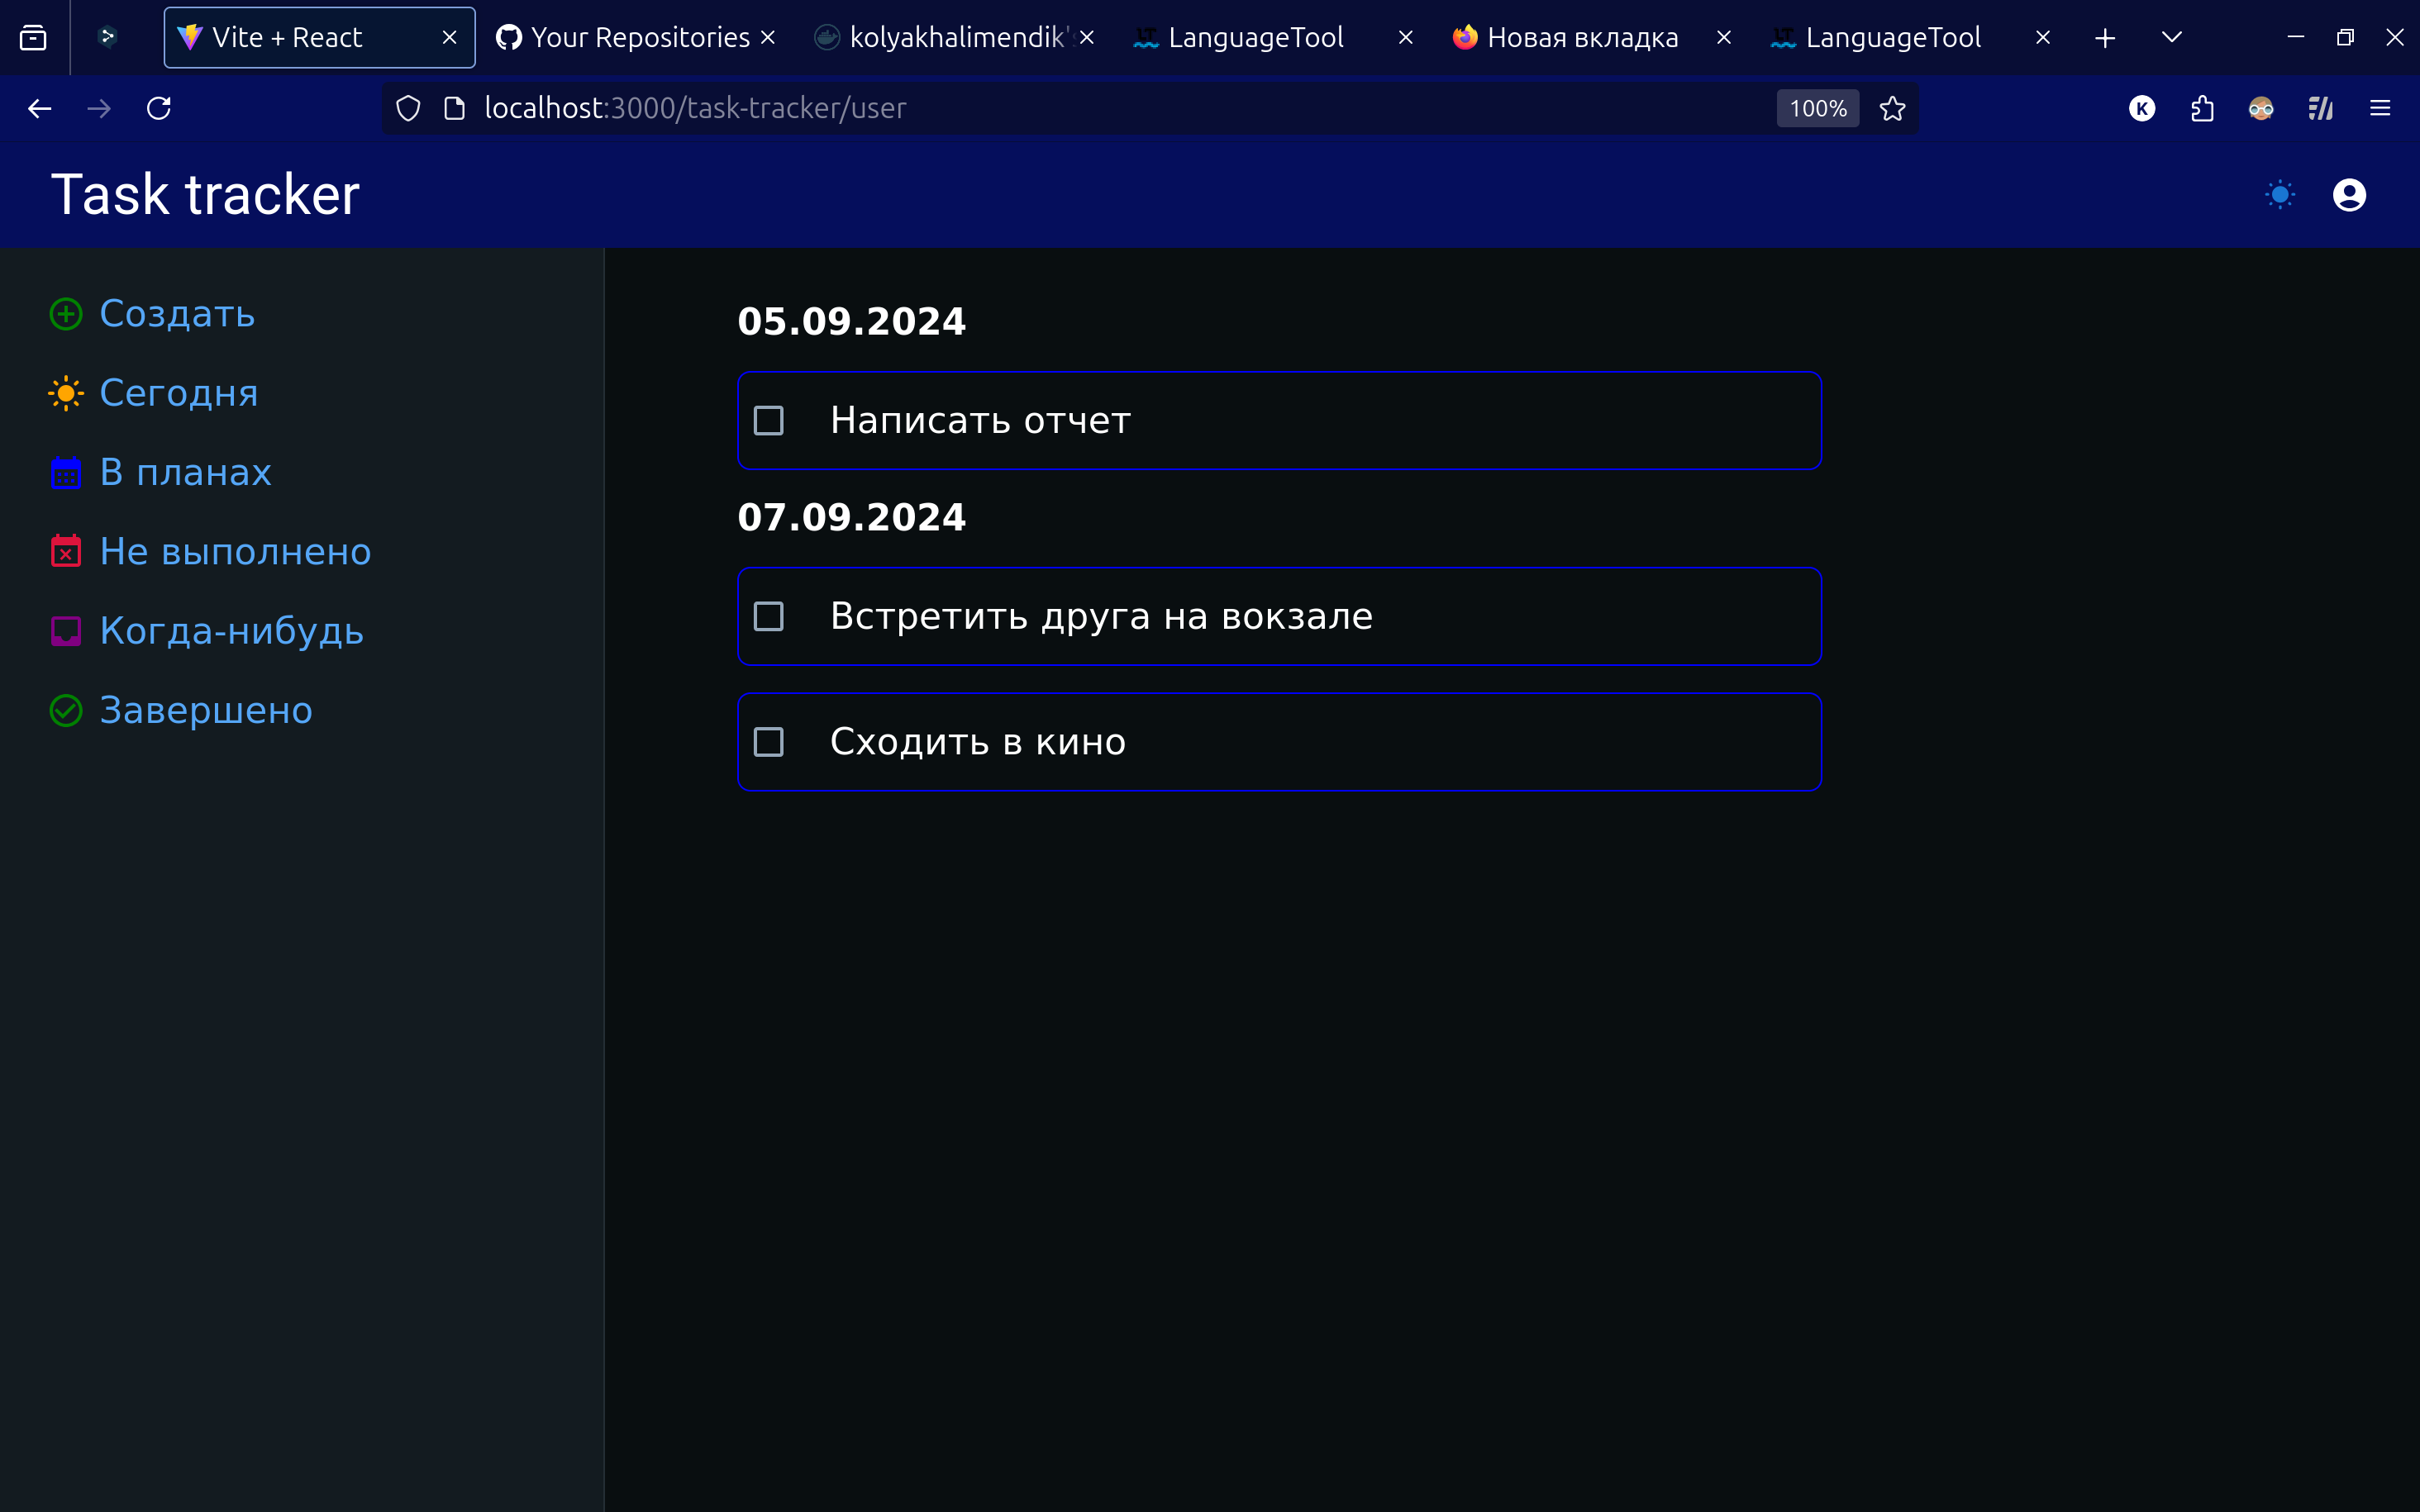 Vite + React
Your Repositories
kolyakhalimendik's
LanguageTool
Новая вкладка
LanguageTool
localhost:3000/task-tracker/user
100%
K
Task tracker
Создать
Сегодня
В планах
Не выполнено
Когда-нибудь
Завершено
05.09.2024
Написать отчет
07.09.2024
Встретить друга на вокзале
Сходить в кино